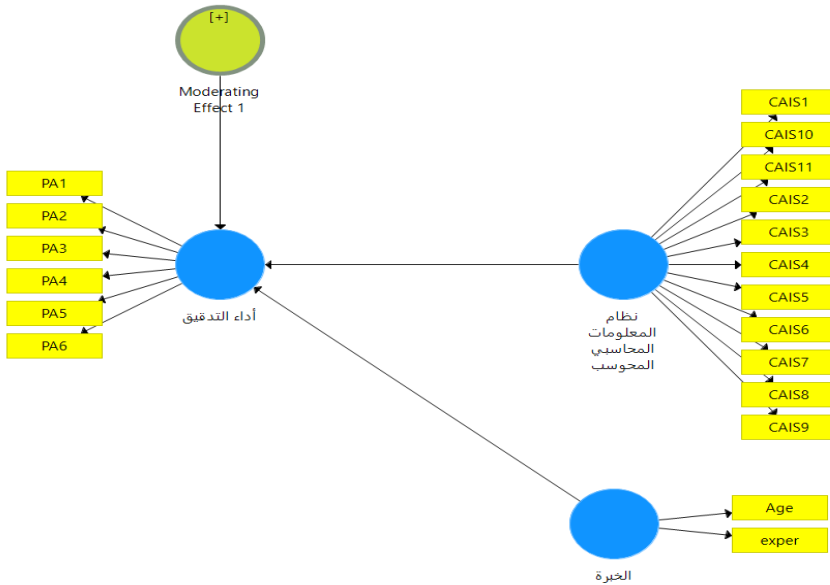 [+]
Moderating
Effect 1
PA1
PA2
PA3
PA4
PA5
PA6
أداء التدقيق
نظام
المعلومات
المحاسبي
المحوسب
CAIS1
CAIS10
CAIS11
CAIS2
CAIS3
CAIS4
CAIS5
CAIS6
CAIS7
CAIS8
CAIS9
Age
exper
الخبرة